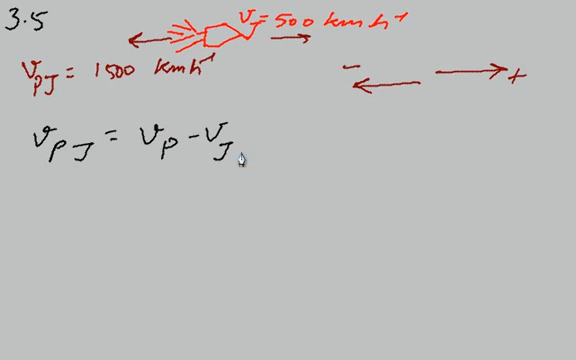 3.5
v_J = 500 km h⁻¹
v_PJ = 1500 km h⁻¹
- +
v_PJ = v_P - v_J